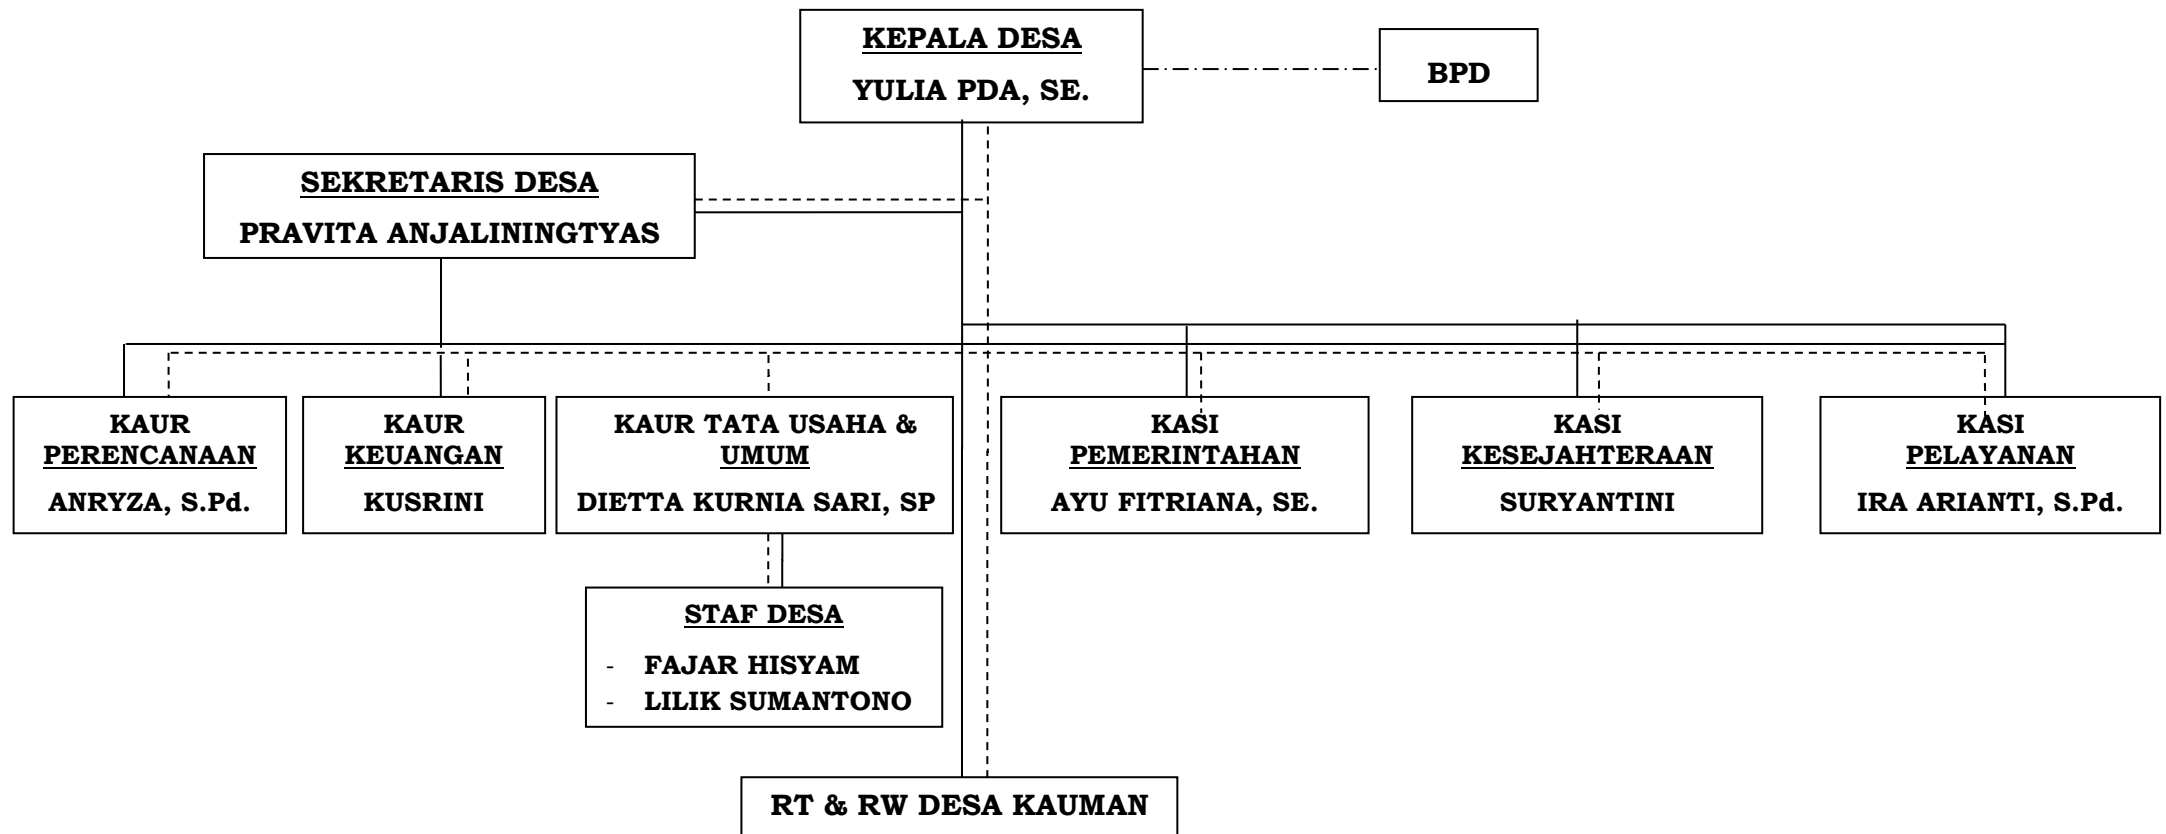 KEPALA DESA
YULIA PDA, SE.
BPD
SEKRETARIS DESA
PRAVITA ANJALININGTYAS
KAUR
PERENCANAAN
ANRYZA, S.Pd.
KAUR
KEUANGAN
KUSRINI
KAUR TATA USAHA &
UMUM
DIETTA KURNIA SARI, SP
KASI
PEMERINTAHAN
AYU FITRIANA, SE.
KASI
KESEJAHTERAAN
SURYANTINI
KASI
PELAYANAN
IRA ARIANTI, S.Pd.
STAF DESA
- FAJAR HISYAM
- LILIK SUMANTONO
RT & RW DESA KAUMAN